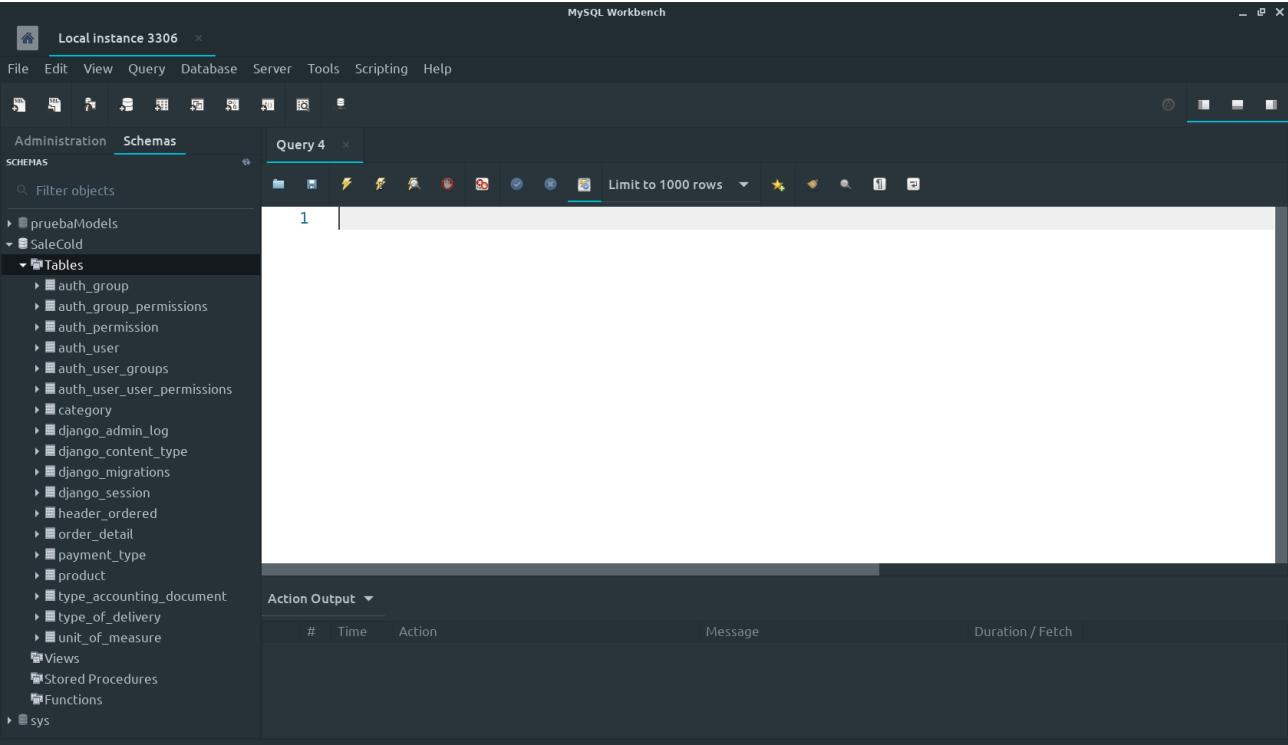 MySQL Workbench
Local instance 3306
File Edit View Query Database Server Tools Scripting Help
Administration Schemas
Query 4
SCHEMAS
Filter objects
Limit to 1000 rows
pruebaModels
SaleCold
Tables
auth_group
auth_group_permissions
auth_permission
auth_user
auth_user_groups
auth_user_user_permissions
category
django_admin_log
django_content_type
django_migrations
django_session
header_ordered
order_detail
payment_type
product
type_accounting_document
type_of_delivery
unit_of_measure
Views
Stored Procedures
Functions
sys
1
Action Output
# Time Action Message Duration / Fetch